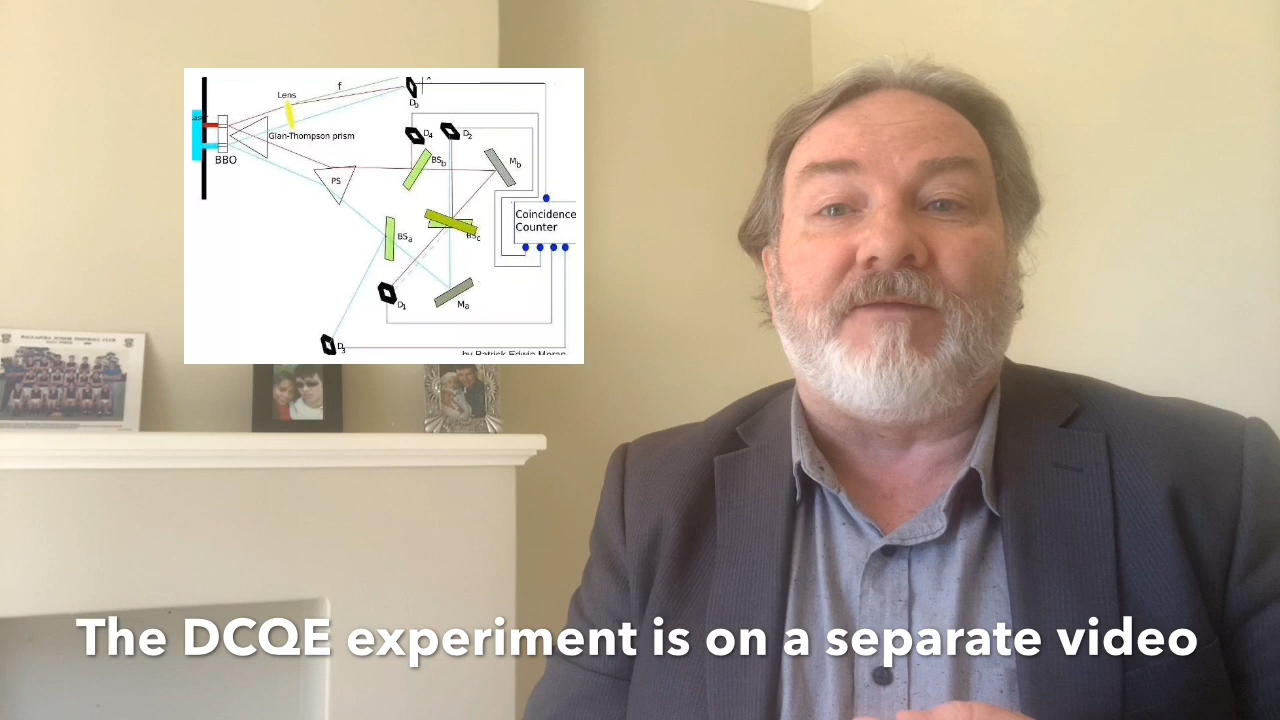 Lens
f
D0
Glan-Thompson prism
BBO
D4
D2
BSb
Mb
PS
Coincidence
Counter
BSa
BSc
D1
Ma
D3
by Patrick Edwin Moran
The DCQE experiment is on a separate video